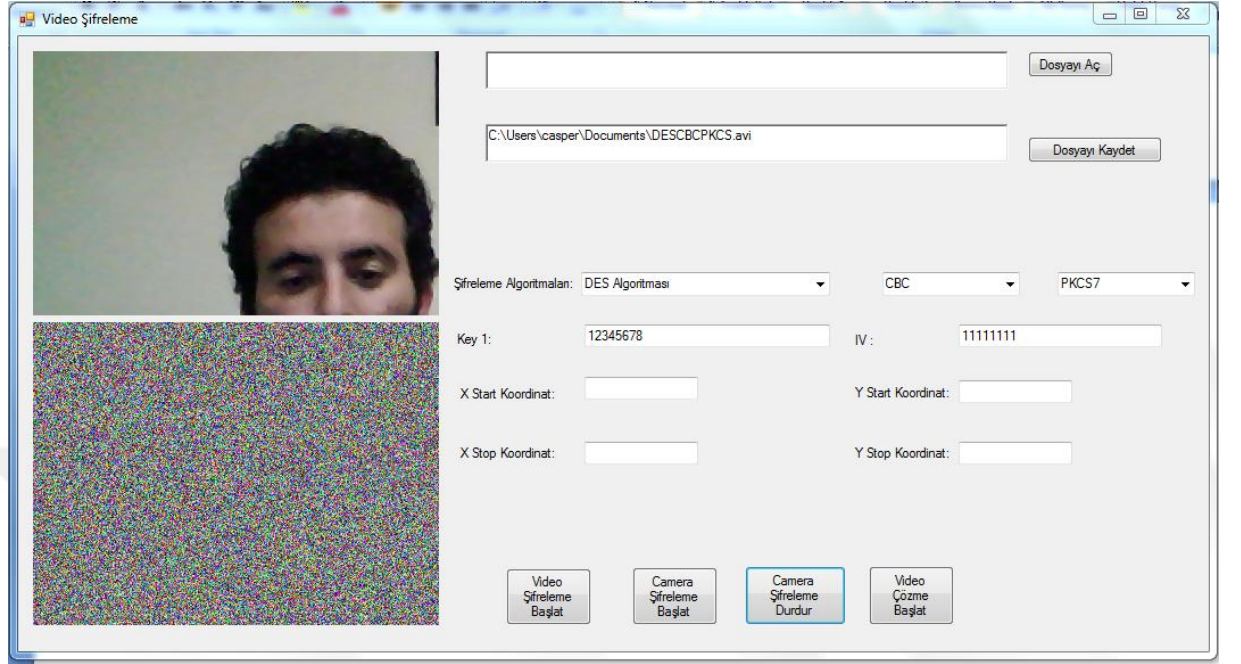 Video Şifreleme
Dosyayı Aç
C:\Users\casper\Documents\DESCBCPKCS.avi
Dosyayı Kaydet
Şifreleme Algoritmaları: DES Algoritması CBC PKCS7
Key 1: 12345678 IV : 11111111
X Start Koordinat: Y Start Koordinat:
X Stop Koordinat: Y Stop Koordinat:
Video
Şifreleme
Başlat
Camera
Şifreleme
Başlat
Camera
Şifreleme
Durdur
Video
Çözme
Başlat